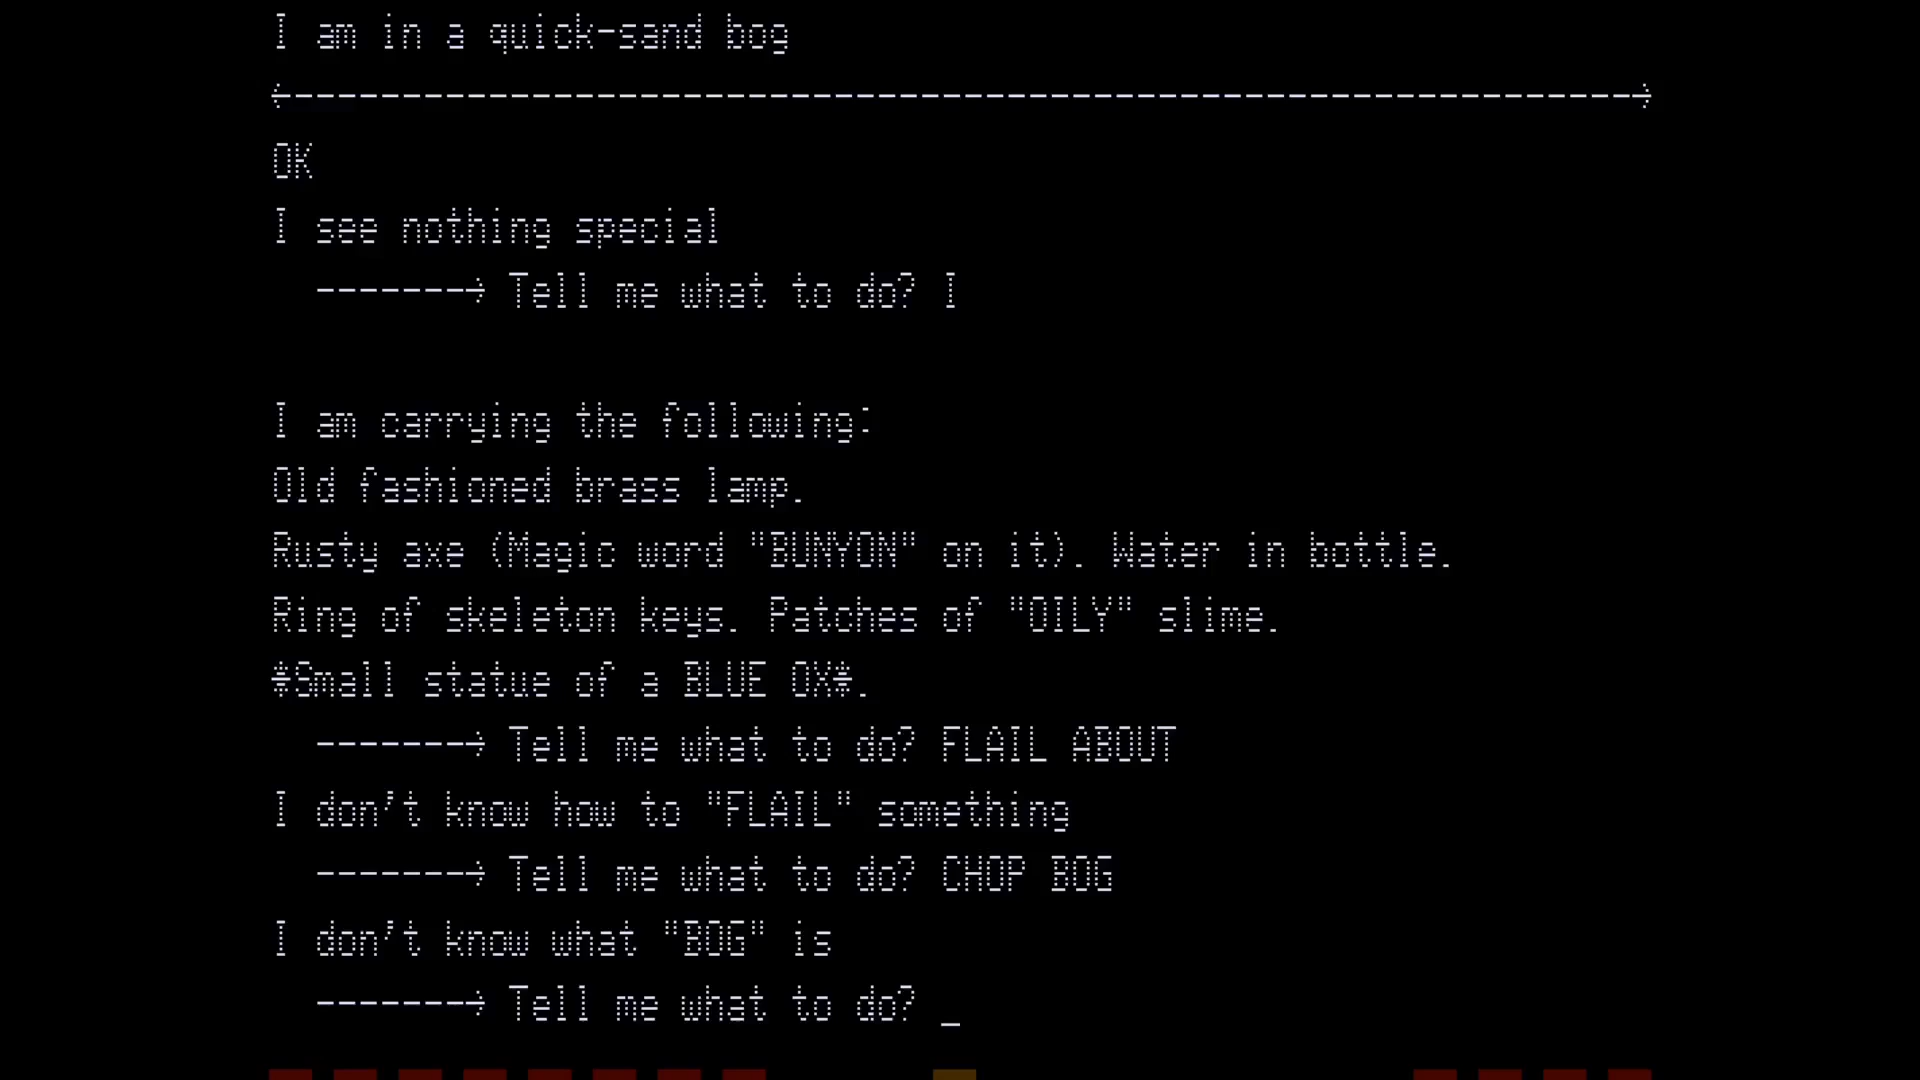 I am in a quick-sand bog
<---------------------------------------------------------------->
OK
I see nothing special
-------> Tell me what to do? I
I am carrying the following:
Old fashioned brass lamp.
Rusty axe (Magic word "BUNYON" on it). Water in bottle.
Ring of skeleton keys. Patches of "OILY" slime.
*Small statue of a BLUE OX*.
-------> Tell me what to do? FLAIL ABOUT
I don't know how to "FLAIL" something
-------> Tell me what to do? CHOP BOG
I don't know what "BOG" is
-------> Tell me what to do? _